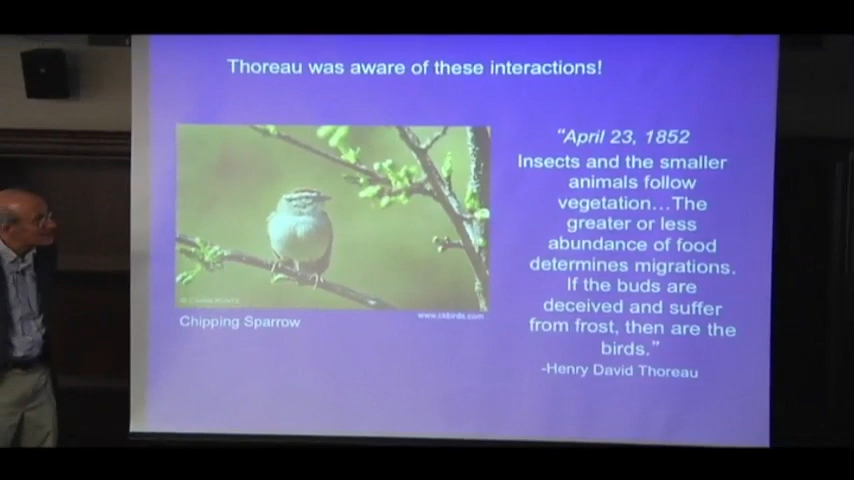 Thoreau was aware of these interactions!
"April 23, 1852
Insects and the smaller
animals follow
vegetation...The
greater or less
abundance of food
determines migrations.
If the buds are
deceived and suffer
from frost, then are the
birds."
-Henry David Thoreau
www.ckbirds.com
Chipping Sparrow